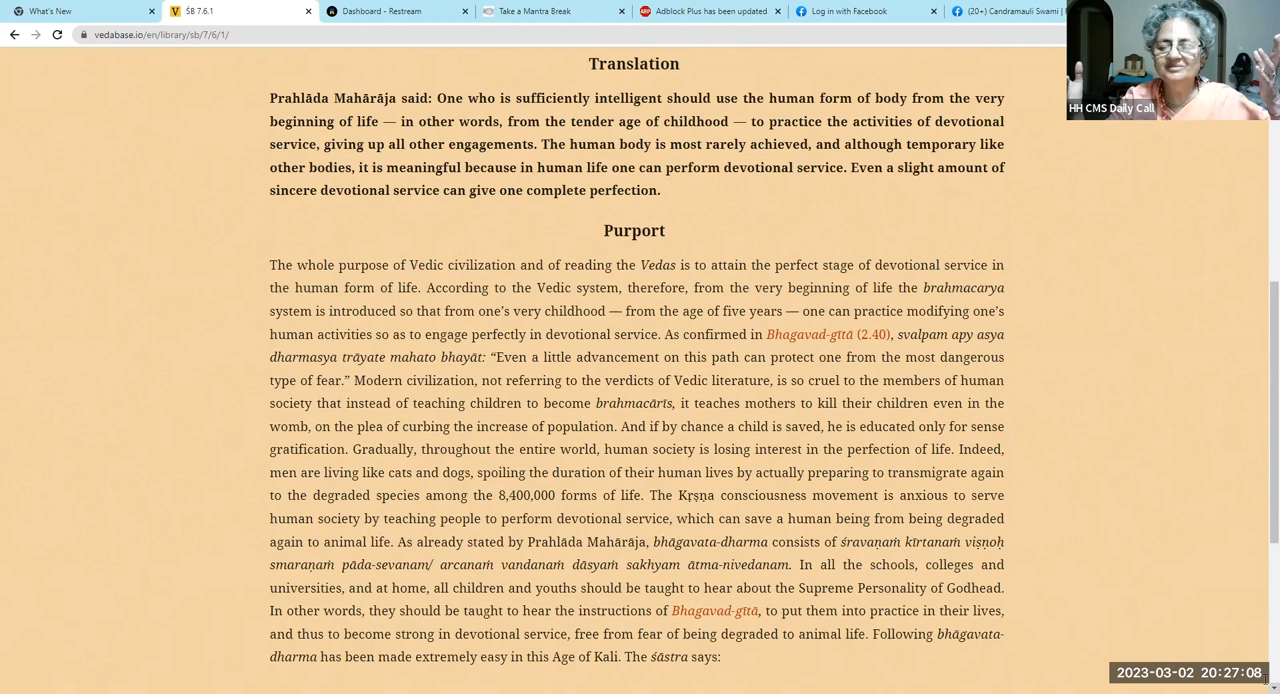 What's New
ŚB 7.6.1
Dashboard - Restream
Take a Mantra Break
Adblock Plus has been updated
Log in with Facebook
(20+) Candramauli Swami |
vedabase.io/en/library/sb/7/6/1/
HH CMS Daily Call
Translation
Prahlāda Mahārāja said: One who is sufficiently intelligent should use the human form of body from the very
beginning of life — in other words, from the tender age of childhood — to practice the activities of devotional
service, giving up all other engagements. The human body is most rarely achieved, and although temporary like
other bodies, it is meaningful because in human life one can perform devotional service. Even a slight amount of
sincere devotional service can give one complete perfection.
Purport
The whole purpose of Vedic civilization and of reading the Vedas is to attain the perfect stage of devotional service in
the human form of life. According to the Vedic system, therefore, from the very beginning of life the brahmacarya
system is introduced so that from one's very childhood — from the age of five years — one can practice modifying one's
human activities so as to engage perfectly in devotional service. As confirmed in Bhagavad-gītā (2.40), svalpam apy asya
dharmasya trāyate mahato bhayāt: “Even a little advancement on this path can protect one from the most dangerous
type of fear.” Modern civilization, not referring to the verdicts of Vedic literature, is so cruel to the members of human
society that instead of teaching children to become brahmacārīs, it teaches mothers to kill their children even in the
womb, on the plea of curbing the increase of population. And if by chance a child is saved, he is educated only for sense
gratification. Gradually, throughout the entire world, human society is losing interest in the perfection of life. Indeed,
men are living like cats and dogs, spoiling the duration of their human lives by actually preparing to transmigrate again
to the degraded species among the 8,400,000 forms of life. The Kṛṣṇa consciousness movement is anxious to serve
human society by teaching people to perform devotional service, which can save a human being from being degraded
again to animal life. As already stated by Prahlāda Mahārāja, bhāgavata-dharma consists of śravaṇaṁ kīrtanaṁ viṣṇoḥ
smaraṇaṁ pāda-sevanam/ arcanaṁ vandanaṁ dāsyaṁ sakhyam ātma-nivedanam. In all the schools, colleges and
universities, and at home, all children and youths should be taught to hear about the Supreme Personality of Godhead.
In other words, they should be taught to hear the instructions of Bhagavad-gītā, to put them into practice in their lives,
and thus to become strong in devotional service, free from fear of being degraded to animal life. Following bhāgavata-
dharma has been made extremely easy in this Age of Kali. The śāstra says:
2023-03-02 20:27:08